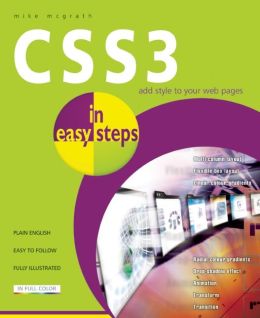 mike mcgrath
CSS3
add style to your web pages
in
easy steps
Multi column layout
Flexible box layout
Linear colour gradients
PLAIN ENGLISH
EASY TO FOLLOW
FULLY ILLUSTRATED
IN FULL COLOR
Radial colour gradients
Drop-shadow effect
Animation
Transform
Transition